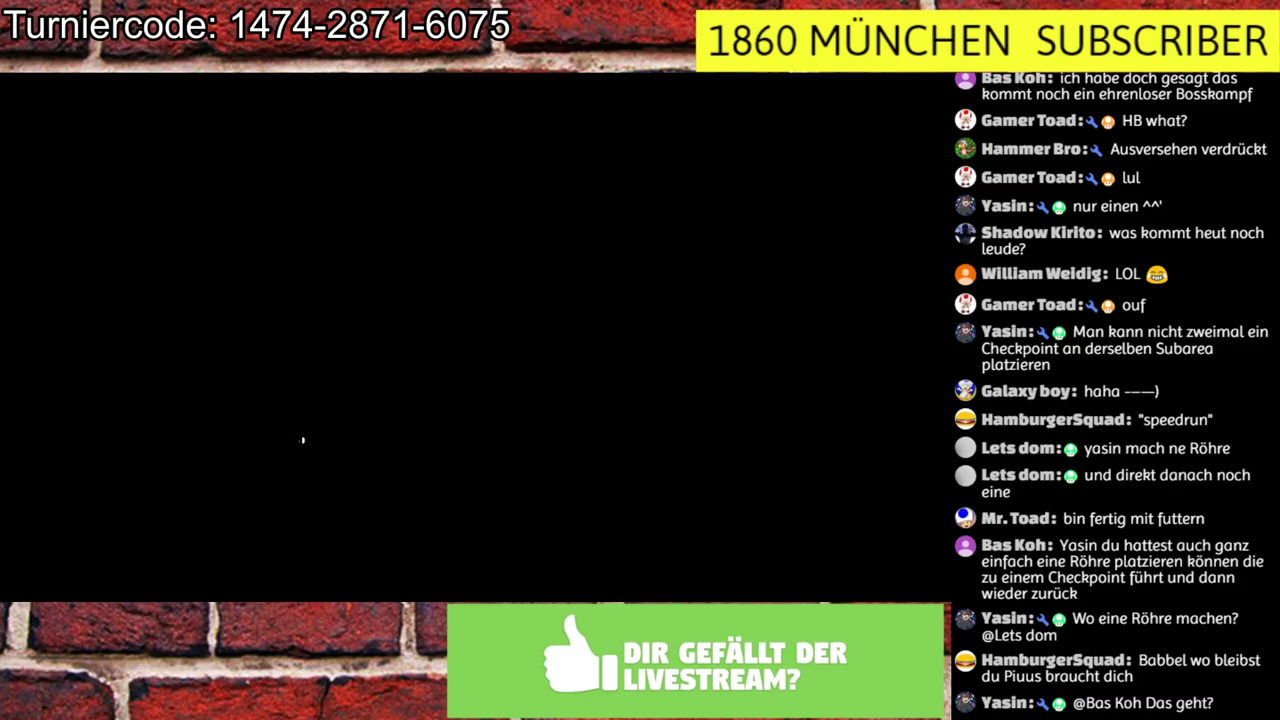 Turniercode: 1474-2871-6075
1860 MÜNCHEN SUBSCRIBER
Bas Koh: ich habe doch gesagt das
kommt noch ein ehrenloser Bosskampf
Gamer Toad: HB what?
Hammer Bro: Ausversehen verdrückt
Gamer Toad: lul
Yasin: nur einen ^^'
Shadow Kirito: was kommt heut noch
leude?
William Weidig: LOL 😂
Gamer Toad: ouf
Yasin: Man kann nicht zweimal ein
Checkpoint an derselben Subarea
platzieren
Galaxy boy: haha -——)
HamburgerSquad: "speedrun"
Lets dom: yasin mach ne Röhre
Lets dom: und direkt danach noch
eine
Mr. Toad: bin fertig mit futtern
Bas Koh: Yasin du hattest auch ganz
einfach eine Röhre platzieren können die
zu einem Checkpoint führt und dann
wieder zurück
Yasin: Wo eine Röhre machen?
@Lets dom
HamburgerSquad: Babbel wo bleibst
du Piuus braucht dich
Yasin: @Bas Koh Das geht?
DIR GEFÄLLT DER
LIVESTREAM?